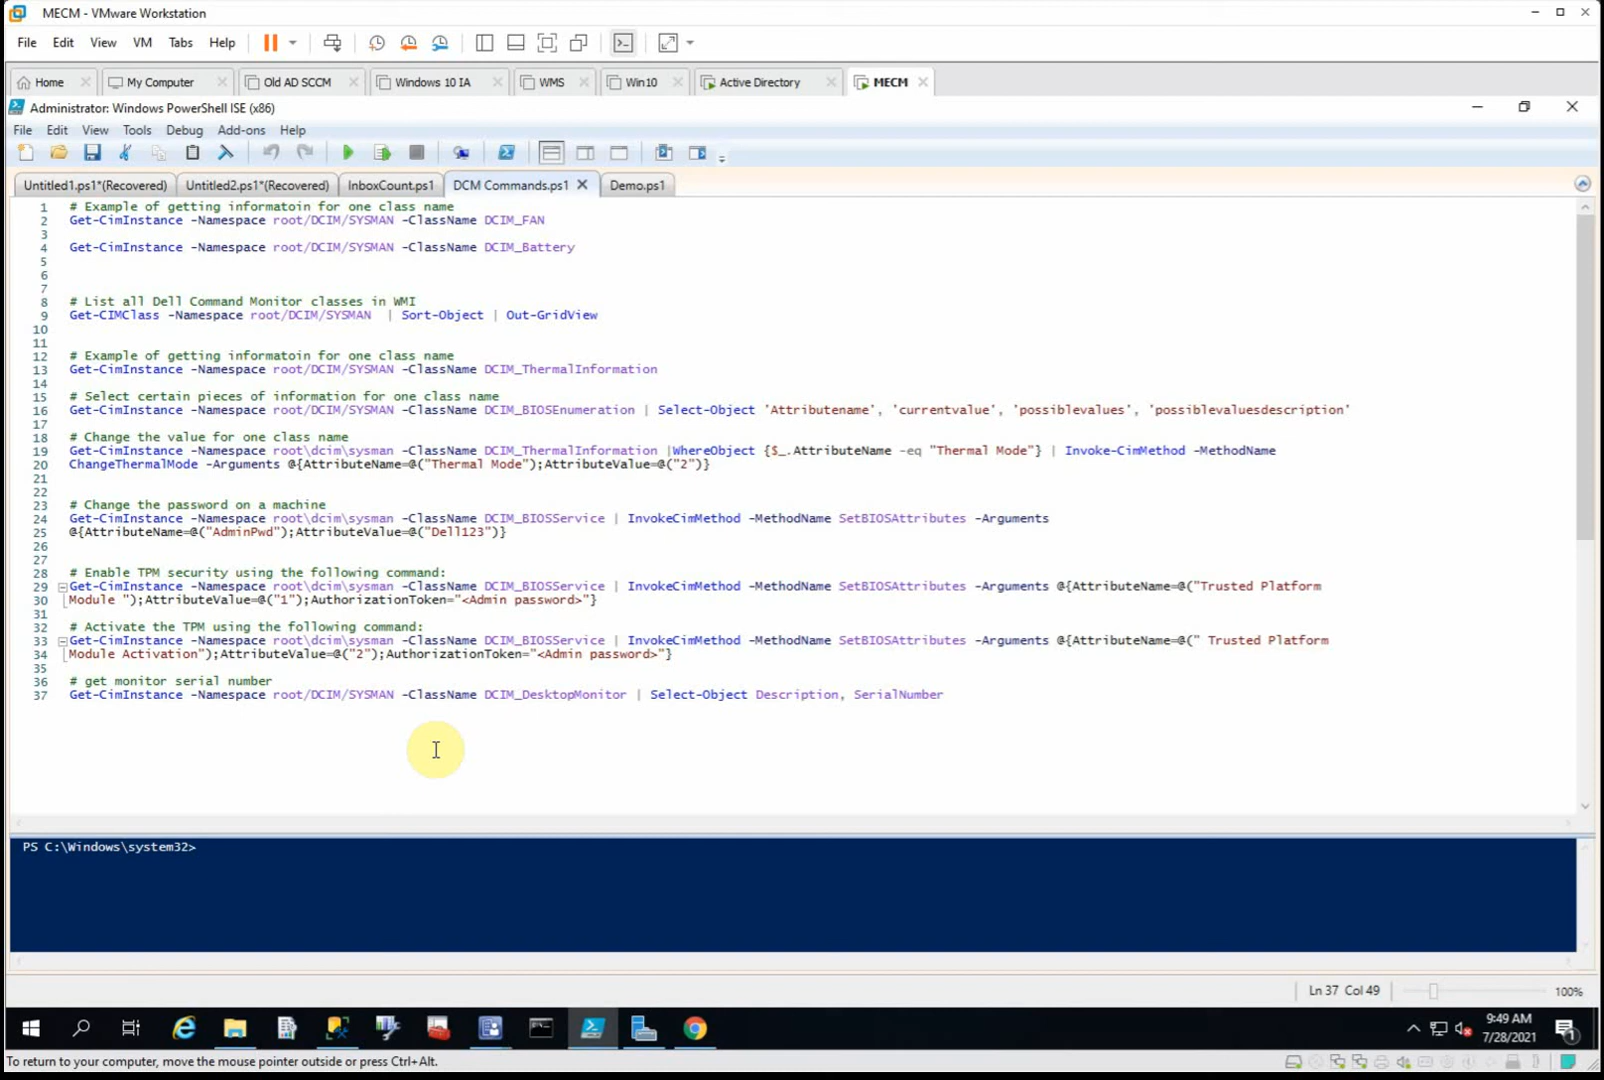 MECM - VMware Workstation
File Edit View VM Tabs Help
Home My Computer Old AD SCCM Windows 10 IA WMS Win10 Active Directory MECM
Administrator: Windows PowerShell ISE (x86)
File Edit View Tools Debug Add-ons Help
Untitled1.ps1*(Recovered) Untitled2.ps1*(Recovered) InboxCount.ps1 DCM Commands.ps1 Demo.ps1
1 # Example of getting informatoin for one class name
2 Get-CimInstance -Namespace root/DCIM/SYSMAN -ClassName DCIM_FAN
3
4 Get-CimInstance -Namespace root/DCIM/SYSMAN -ClassName DCIM_Battery
5
6
7
8 # List all Dell Command Monitor classes in WMI
9 Get-CIMClass -Namespace root/DCIM/SYSMAN | Sort-Object | Out-GridView
10
11
12 # Example of getting informatoin for one class name
13 Get-CimInstance -Namespace root/DCIM/SYSMAN -ClassName DCIM_ThermalInformation
14
15 # Select certain pieces of information for one class name
16 Get-CimInstance -Namespace root/DCIM/SYSMAN -ClassName DCIM_BIOSEnumeration | Select-Object 'Attributename', 'currentvalue', 'possiblevalues', 'possiblevaluesdescription'
17
18 # Change the value for one class name
19 Get-CimInstance -Namespace root\dcim\sysman -ClassName DCIM_ThermalInformation |WhereObject {$_.AttributeName -eq "Thermal Mode"} | Invoke-CimMethod -MethodName
20 ChangeThermalMode -Arguments @{AttributeName=@("Thermal Mode");AttributeValue=@("2")}
21
22
23 # Change the password on a machine
24 Get-CimInstance -Namespace root\dcim\sysman -ClassName DCIM_BIOSService | InvokeCimMethod -MethodName SetBIOSAttributes -Arguments
25 @{AttributeName=@("AdminPwd");AttributeValue=@("Dell123")}
26
27
28 # Enable TPM security using the following command:
29 Get-CimInstance -Namespace root\dcim\sysman -ClassName DCIM_BIOSService | InvokeCimMethod -MethodName SetBIOSAttributes -Arguments @{AttributeName=@("Trusted Platform
30 Module ");AttributeValue=@("1");AuthorizationToken="<Admin password>"}
31
32 # Activate the TPM using the following command:
33 Get-CimInstance -Namespace root\dcim\sysman -ClassName DCIM_BIOSService | InvokeCimMethod -MethodName SetBIOSAttributes -Arguments @{AttributeName=@(" Trusted Platform
34 Module Activation");AttributeValue=@("2");AuthorizationToken="<Admin password>"}
35
36 # get monitor serial number
37 Get-CimInstance -Namespace root/DCIM/SYSMAN -ClassName DCIM_DesktopMonitor | Select-Object Description, SerialNumber
PS C:\Windows\system32>
Ln 37 Col 49 100%
9:49 AM
7/28/2021
1
To return to your computer, move the mouse pointer outside or press Ctrl+Alt.